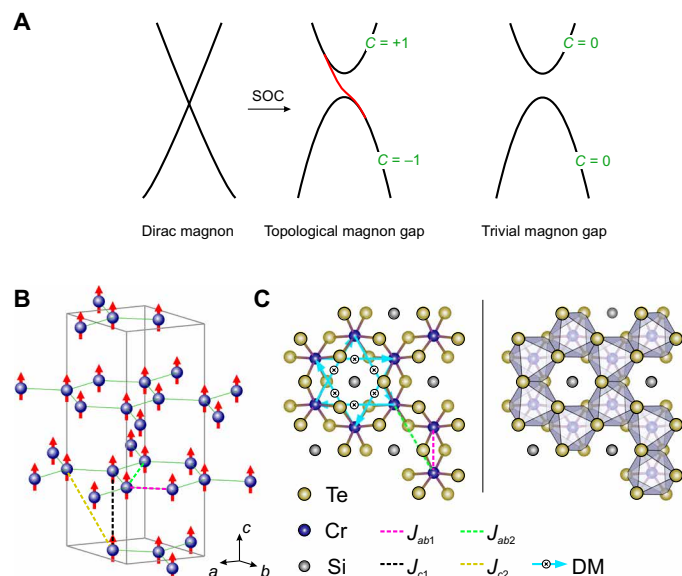 A
C = +1
C = 0
SOC
C = –1
C = 0
Dirac magnon
Topological magnon gap
Trivial magnon gap
B
C
c
a
b
Te
Cr
J_ab1
J_ab2
Si
J_c1
J_c2
DM